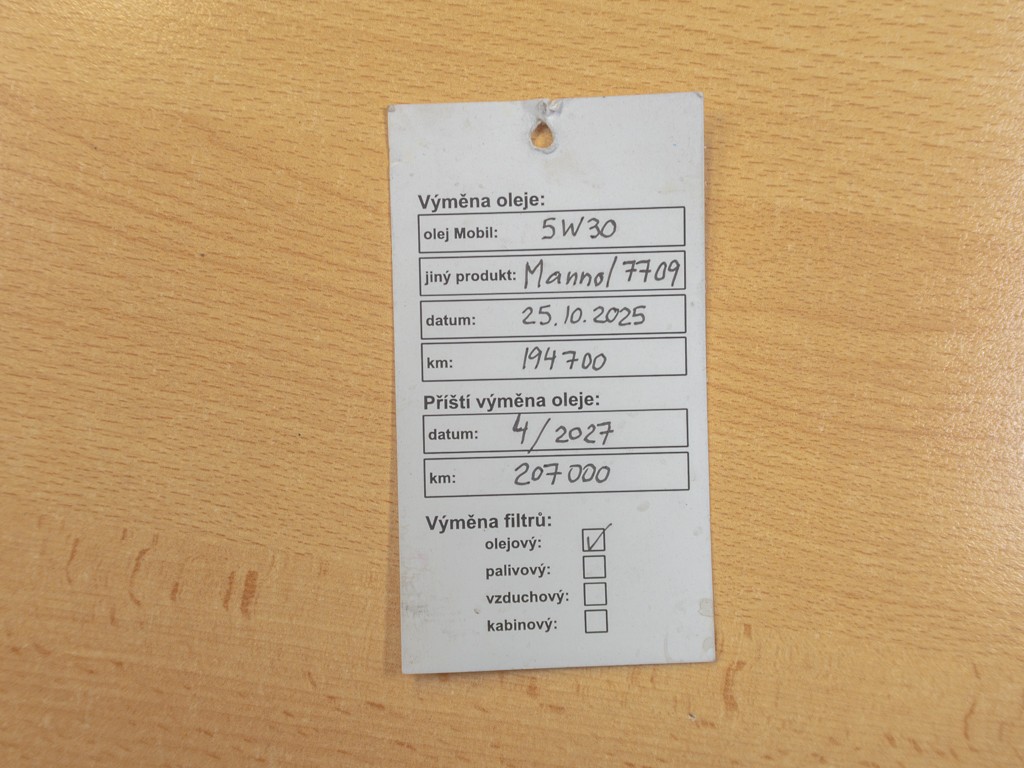 Výměna oleje:
olej Mobil: 5W30
jiný produkt: Mannol 7709
datum: 25.10.2025
km: 194700
Příští výměna oleje:
datum: 4/2027
km: 207000
Výměna filtrů:
olejový:
palivový:
vzduchový:
kabinový: